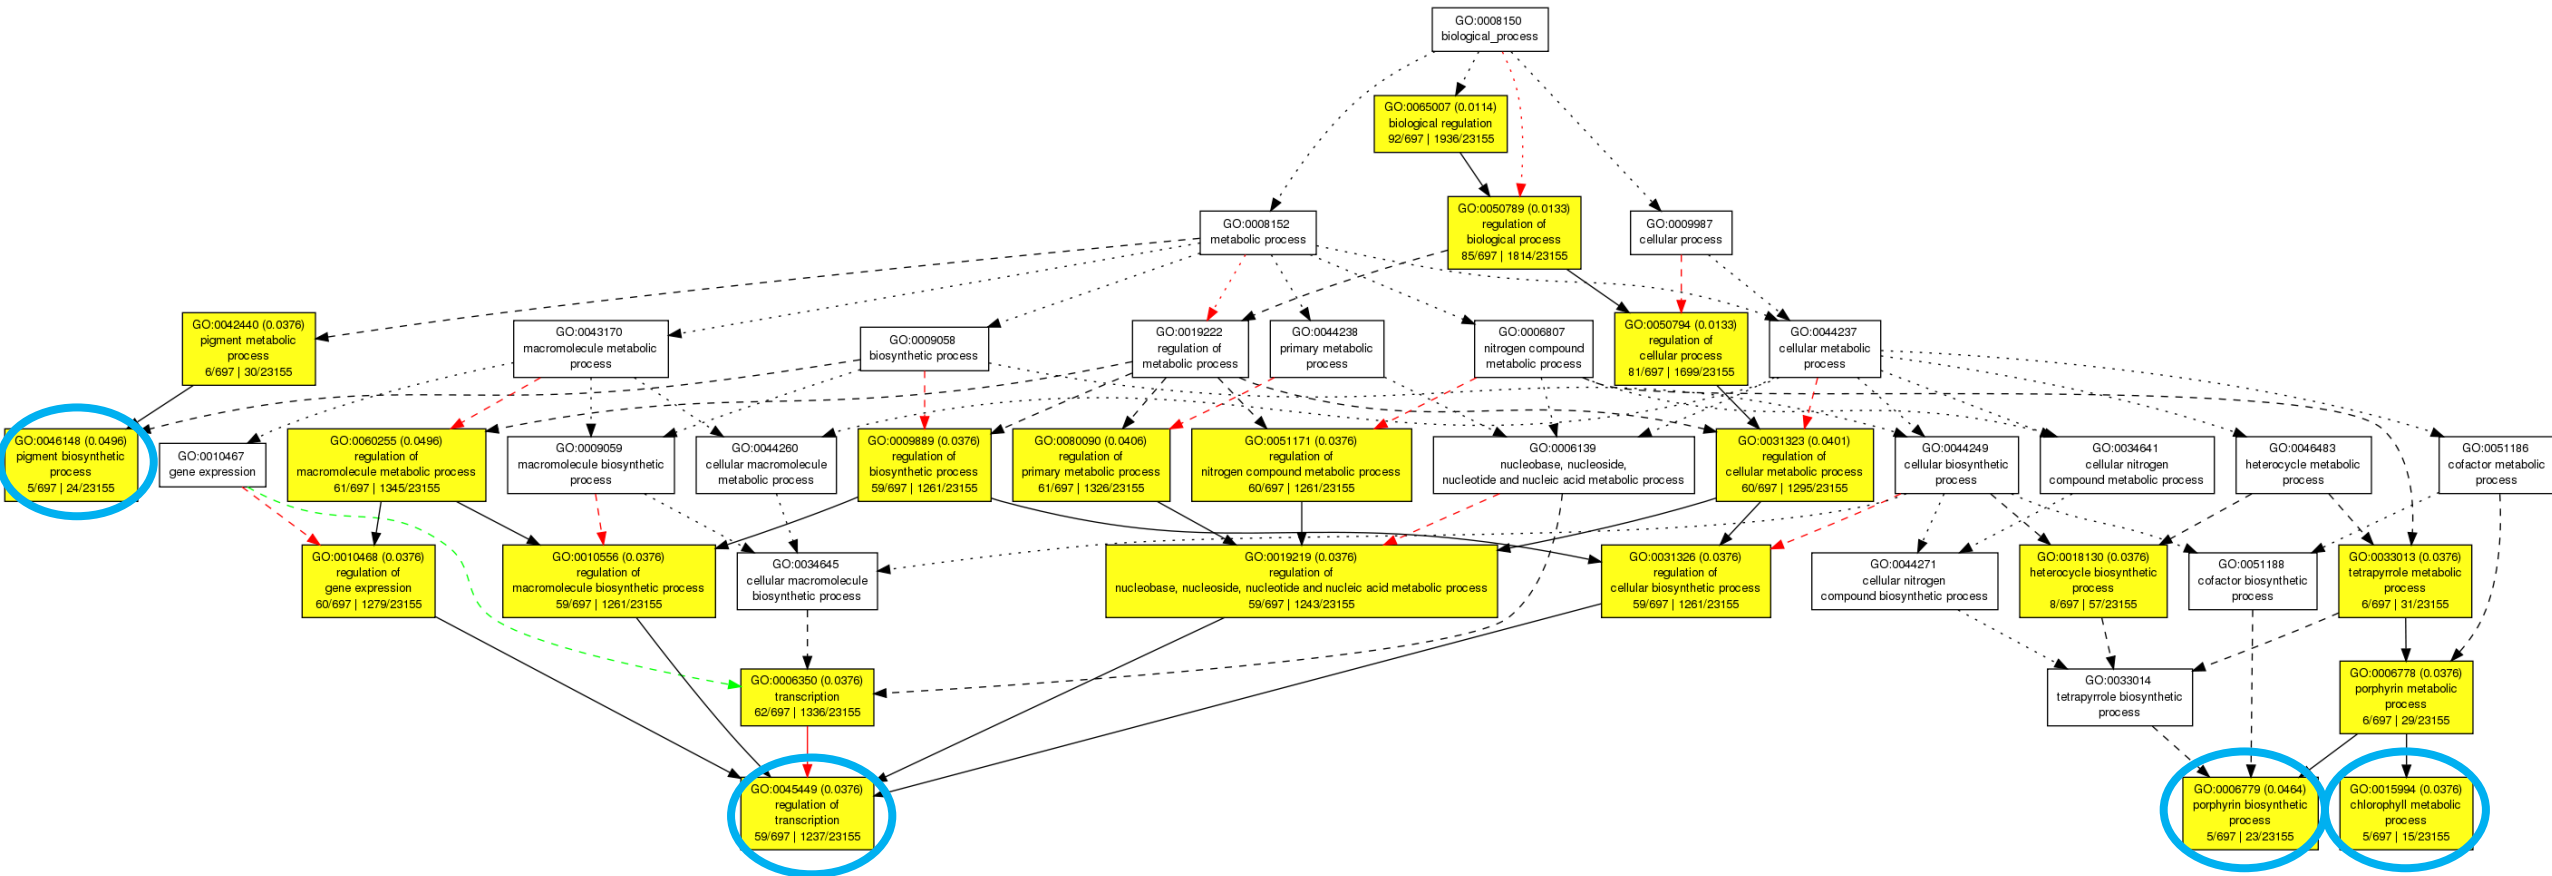 GO:0008150
biological_process
GO:0065007 (0.0114)
biological regulation
92/697 | 1936/23155
GO:0008152
metabolic process
GO:0050789 (0.0133)
regulation of
biological process
85/697 | 1814/23155
GO:0009987
cellular process
GO:0042440 (0.0376)
pigment metabolic
process
6/697 | 30/23155
GO:0043170
macromolecule metabolic
process
GO:0009058
biosynthetic process
GO:0019222
regulation of
metabolic process
GO:0044238
primary metabolic
process
GO:0006807
nitrogen compound
metabolic process
GO:0050794 (0.0133)
regulation of
cellular process
81/697 | 1699/23155
GO:0044237
cellular metabolic
process
GO:0046148 (0.0496)
pigment biosynthetic
process
5/697 | 24/23155
GO:0010467
gene expression
GO:0060255 (0.0496)
regulation of
macromolecule metabolic process
61/697 | 1345/23155
GO:0009059
macromolecule biosynthetic
process
GO:0044260
cellular macromolecule
metabolic process
GO:0009889 (0.0376)
regulation of
biosynthetic process
59/697 | 1261/23155
GO:0080090 (0.0406)
regulation of
primary metabolic process
61/697 | 1326/23155
GO:0051171 (0.0376)
regulation of
nitrogen compound metabolic process
60/697 | 1261/23155
GO:0006139
nucleobase, nucleoside,
nucleotide and nucleic acid metabolic process
GO:0031323 (0.0401)
regulation of
cellular metabolic process
60/697 | 1295/23155
GO:0044249
cellular biosynthetic
process
GO:0034641
cellular nitrogen
compound metabolic process
GO:0046483
heterocycle metabolic
process
GO:0051186
cofactor metabolic
process
GO:0010468 (0.0376)
regulation of
gene expression
60/697 | 1279/23155
GO:0010556 (0.0376)
regulation of
macromolecule biosynthetic process
59/697 | 1261/23155
GO:0034645
cellular macromolecule
biosynthetic process
GO:0019219 (0.0376)
regulation of
nucleobase, nucleoside, nucleotide and nucleic acid metabolic process
59/697 | 1243/23155
GO:0031326 (0.0376)
regulation of
cellular biosynthetic process
59/697 | 1261/23155
GO:0044271
cellular nitrogen
compound biosynthetic process
GO:0018130 (0.0376)
heterocycle biosynthetic
process
8/697 | 57/23155
GO:0051188
cofactor biosynthetic
process
GO:0033013 (0.0376)
tetrapyrrole metabolic
process
6/697 | 31/23155
GO:0006350 (0.0376)
transcription
62/697 | 1336/23155
GO:0033014
tetrapyrrole biosynthetic
process
GO:0006778 (0.0376)
porphyrin metabolic
process
6/697 | 29/23155
GO:0045449 (0.0376)
regulation of
transcription
59/697 | 1237/23155
GO:0006779 (0.0464)
porphyrin biosynthetic
process
5/697 | 23/23155
GO:0015994 (0.0376)
chlorophyll metabolic
process
5/697 | 15/23155